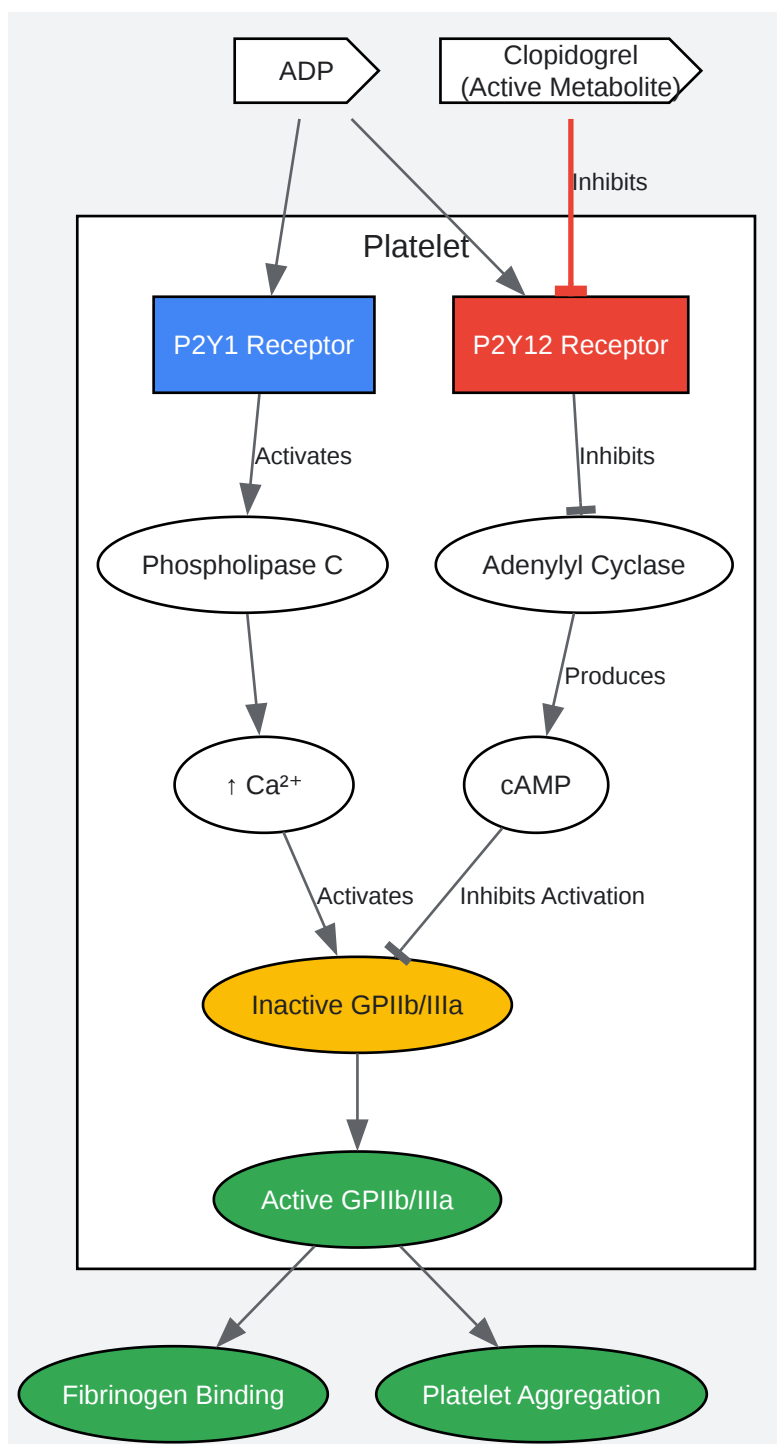 ADP
Clopidogrel
(Active Metabolite)
Inhibits
Platelet
P2Y1 Receptor
P2Y12 Receptor
Activates
Inhibits
Phospholipase C
Adenylyl Cyclase
Produces
↑ Ca²⁺
cAMP
Activates
Inhibits Activation
Inactive GPIIb/IIIa
Active GPIIb/IIIa
Fibrinogen Binding
Platelet Aggregation